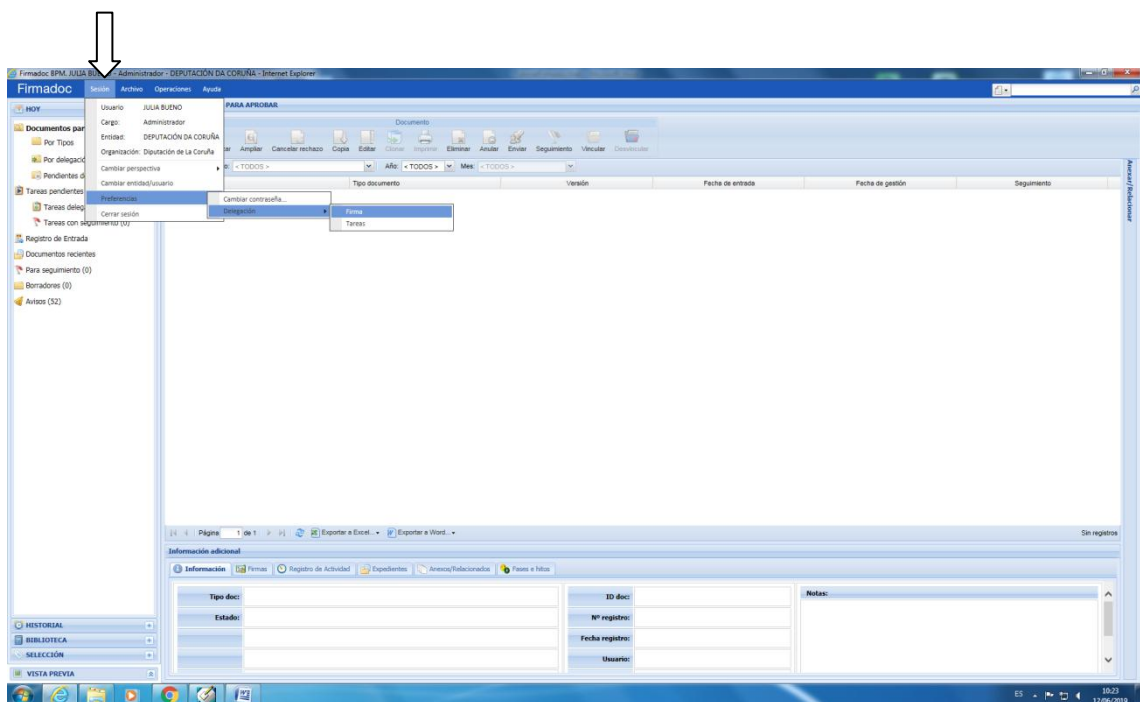 Firmadoc BPM. JULIA BUENO - Administrador - DEPUTACIÓN DA CORUÑA - Internet Explorer
Firmadoc Sesión Archivo Operaciones Ayuda
HOY
PARA APROBAR
Usuario JULIA BUENO
Cargo: Administrador
Entidad: DEPUTACIÓN DA CORUÑA
Organización: Diputación de La Coruña
Cambiar perspectiva
Cambiar entidad/usuario
Preferencias
Cerrar sesión
Cambiar contraseña...
Delegación
Firma
Tareas
Documento
Ampliar Cancelar rechazo Copia Editar Clonar Imprimir Eliminar Anular Enviar Seguimiento Vincular Desvincular
< TODOS > Año: < TODOS > Mes: < TODOS >
Tipo documento Versión Fecha de entrada Fecha de gestión Seguimiento
Anexar/Relacionar
Documentos par
Por Tipos
Por delegació
Pendientes d
Tareas pendientes
Tareas deleg
Tareas con seguimiento (0)
Registro de Entrada
Documentos recientes
Para seguimiento (0)
Borradores (0)
Avisos (52)
Página 1 de 1 Exportar a Excel... Exportar a Word... Sin registros
Información adicional
Información Firmas Registro de Actividad Expedientes Anexos/Relacionados Fases e hitos
Tipo doc: ID doc: Notas:
Estado: Nº registro:
Fecha registro:
Usuario:
HISTORIAL
BIBLIOTECA
SELECCIÓN
VISTA PREVIA
ES 10:23
12/06/2019